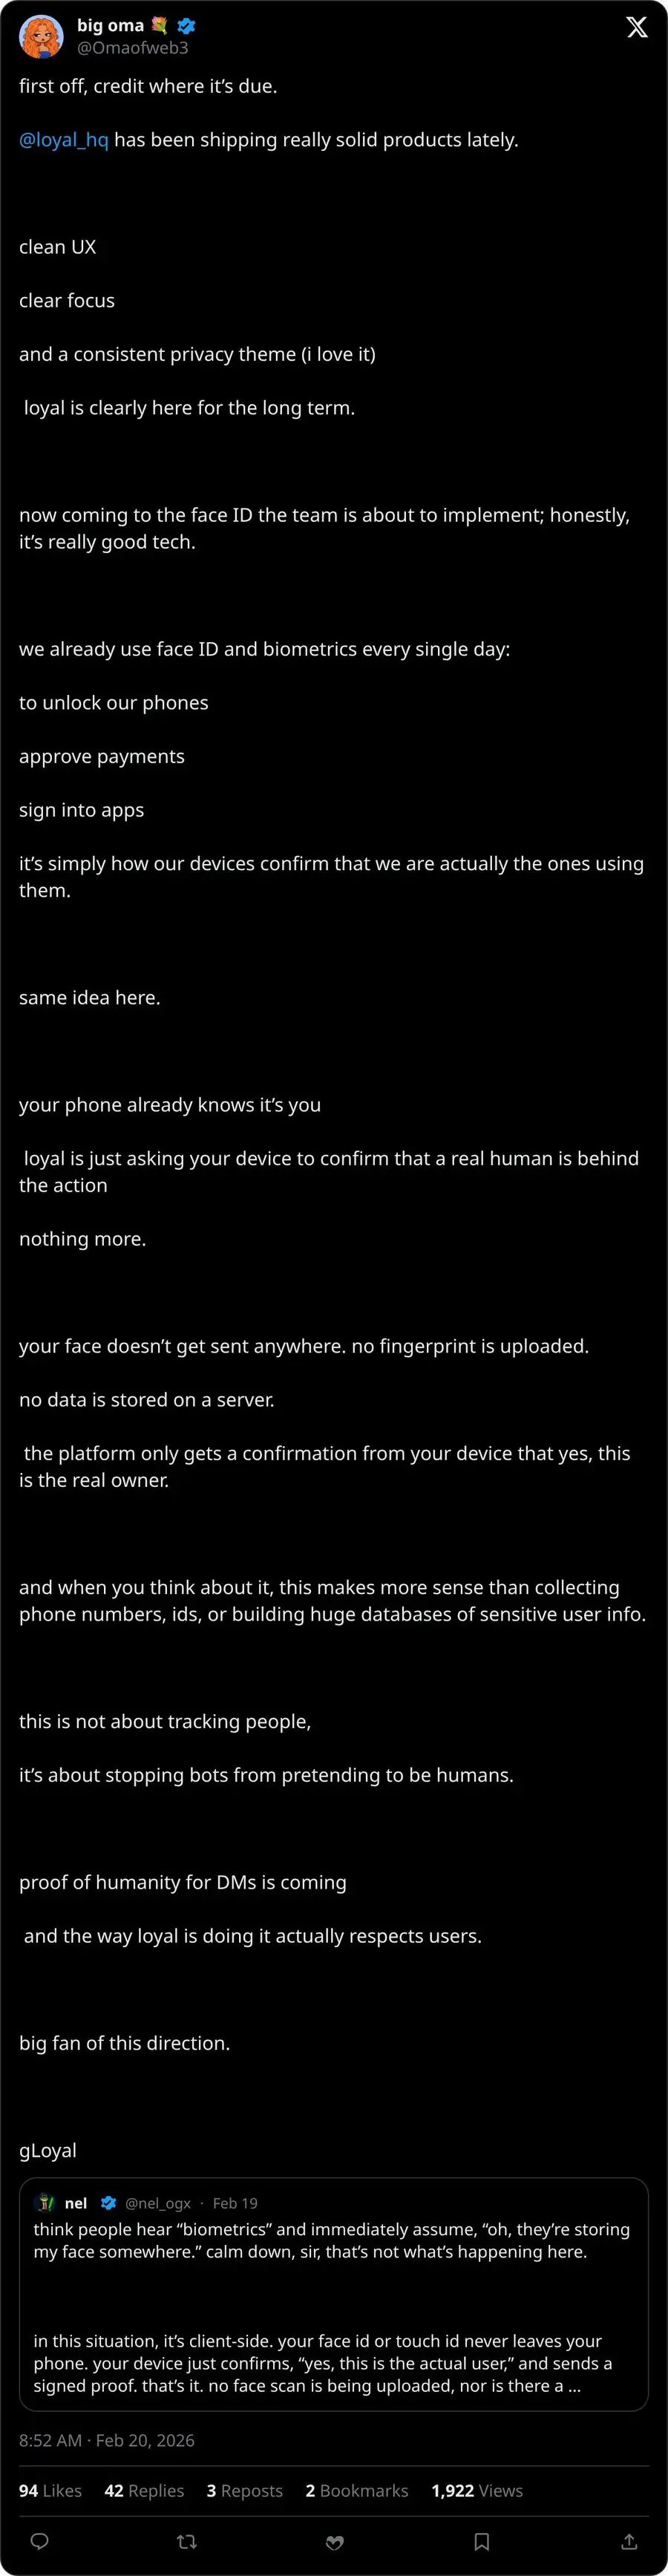 big oma 💐
@Omaofweb3
first off, credit where it’s due.
@loyal_hq has been shipping really solid products lately.
clean UX
clear focus
and a consistent privacy theme (i love it)
loyal is clearly here for the long term.
now coming to the face ID the team is about to implement; honestly,
it’s really good tech.
we already use face ID and biometrics every single day:
to unlock our phones
approve payments
sign into apps
it’s simply how our devices confirm that we are actually the ones using
them.
same idea here.
your phone already knows it’s you
loyal is just asking your device to confirm that a real human is behind
the action
nothing more.
your face doesn’t get sent anywhere. no fingerprint is uploaded.
no data is stored on a server.
the platform only gets a confirmation from your device that yes, this
is the real owner.
and when you think about it, this makes more sense than collecting
phone numbers, ids, or building huge databases of sensitive user info.
this is not about tracking people,
it’s about stopping bots from pretending to be humans.
proof of humanity for DMs is coming
and the way loyal is doing it actually respects users.
big fan of this direction.
gLoyal
nel @nel_ogx · Feb 19
think people hear “biometrics” and immediately assume, “oh, they’re storing
my face somewhere.” calm down, sir, that’s not what’s happening here.
in this situation, it’s client-side. your face id or touch id never leaves your
phone. your device just confirms, “yes, this is the actual user,” and sends a
signed proof. that’s it. no face scan is being uploaded, nor is there a ...
8:52 AM · Feb 20, 2026
94 Likes 42 Replies 3 Reposts 2 Bookmarks 1,922 Views